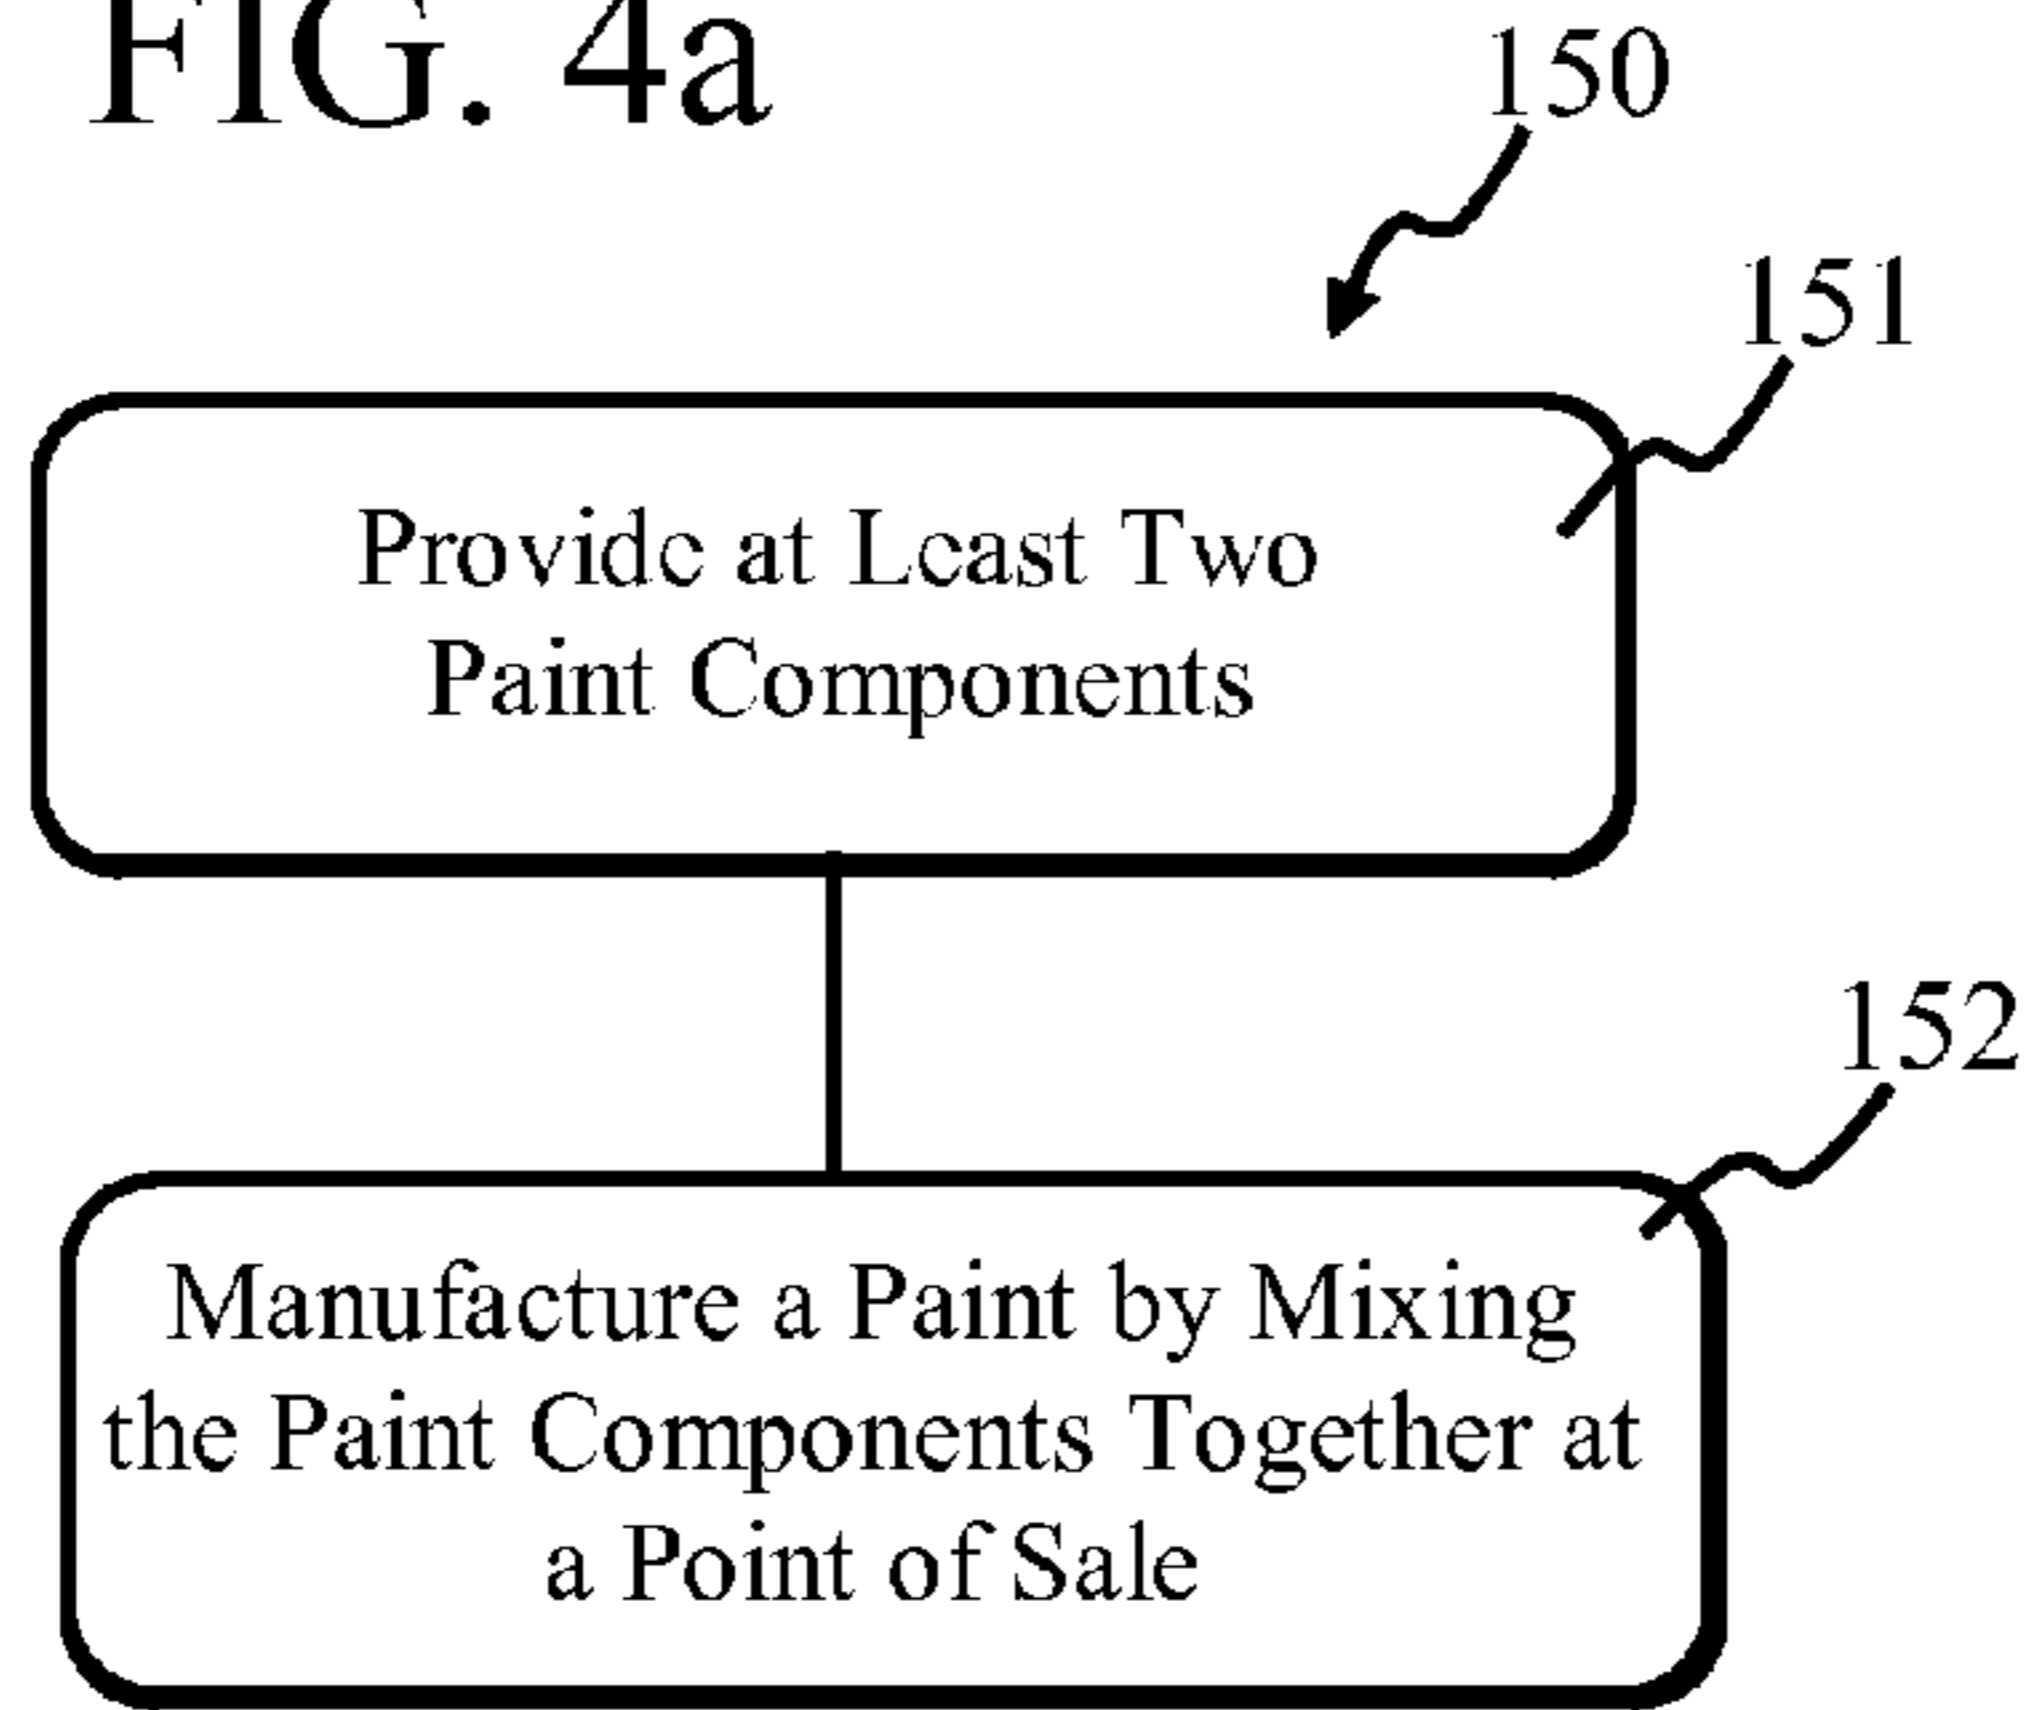 FIG. 4a
150
151
Provide at Least Two
Paint Components
152
Manufacture a Paint by Mixing
the Paint Components Together at
a Point of Sale